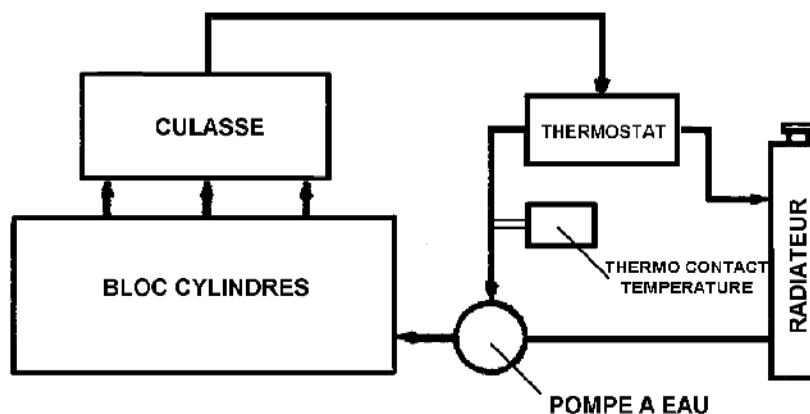 CULASSE
THERMOSTAT
BLOC CYLINDRES
THERMO CONTACT
TEMPERATURE
RADIATEUR
POMPE A EAU